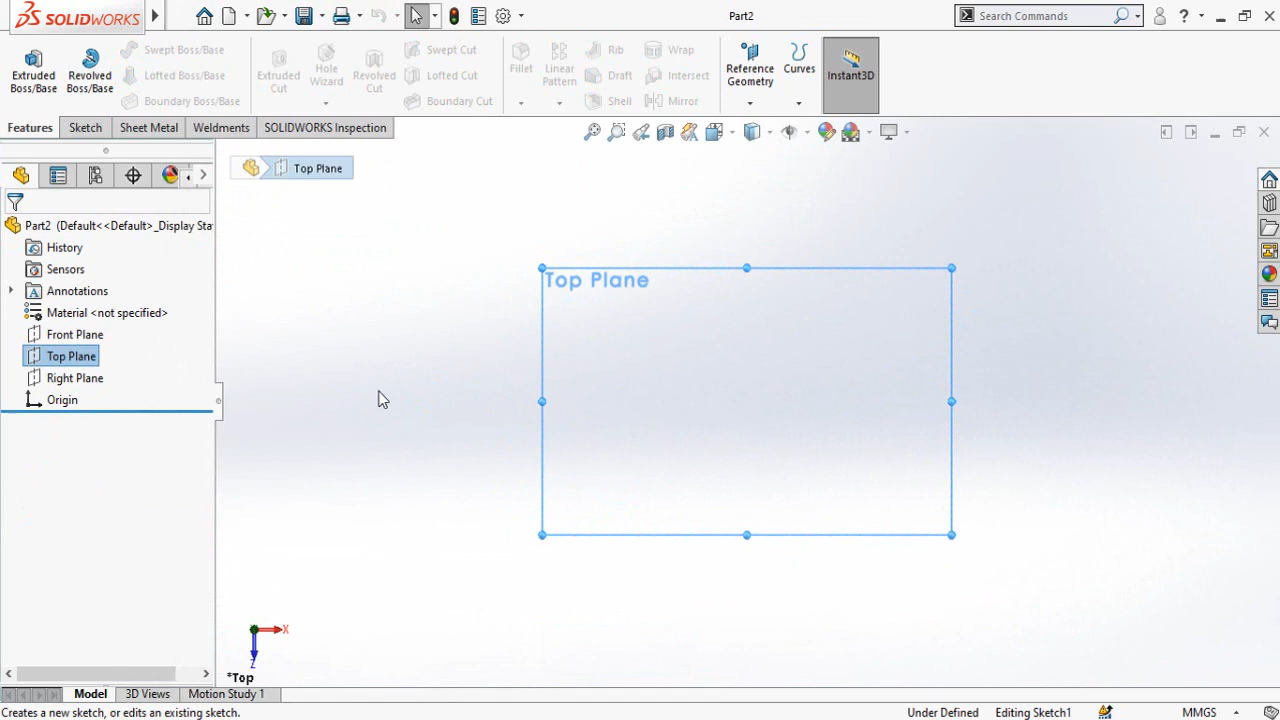 SOLIDWORKS
Part2
Search Commands
Extruded Boss/Base
Revolved Boss/Base
Swept Boss/Base
Lofted Boss/Base
Boundary Boss/Base
Extruded Cut
Hole Wizard
Revolved Cut
Swept Cut
Lofted Cut
Boundary Cut
Fillet
Linear Pattern
Rib
Draft
Shell
Wrap
Intersect
Mirror
Reference Geometry
Curves
Instant3D
Features
Sketch
Sheet Metal
Weldments
SOLIDWORKS Inspection
Top Plane
Part2 (Default<<Default>_Display Sta
History
Sensors
Annotations
Material <not specified>
Front Plane
Top Plane
Right Plane
Origin
Top Plane
X
Z
*Top
Model
3D Views
Motion Study 1
Creates a new sketch, or edits an existing sketch.
Under Defined
Editing Sketch1
MMGS